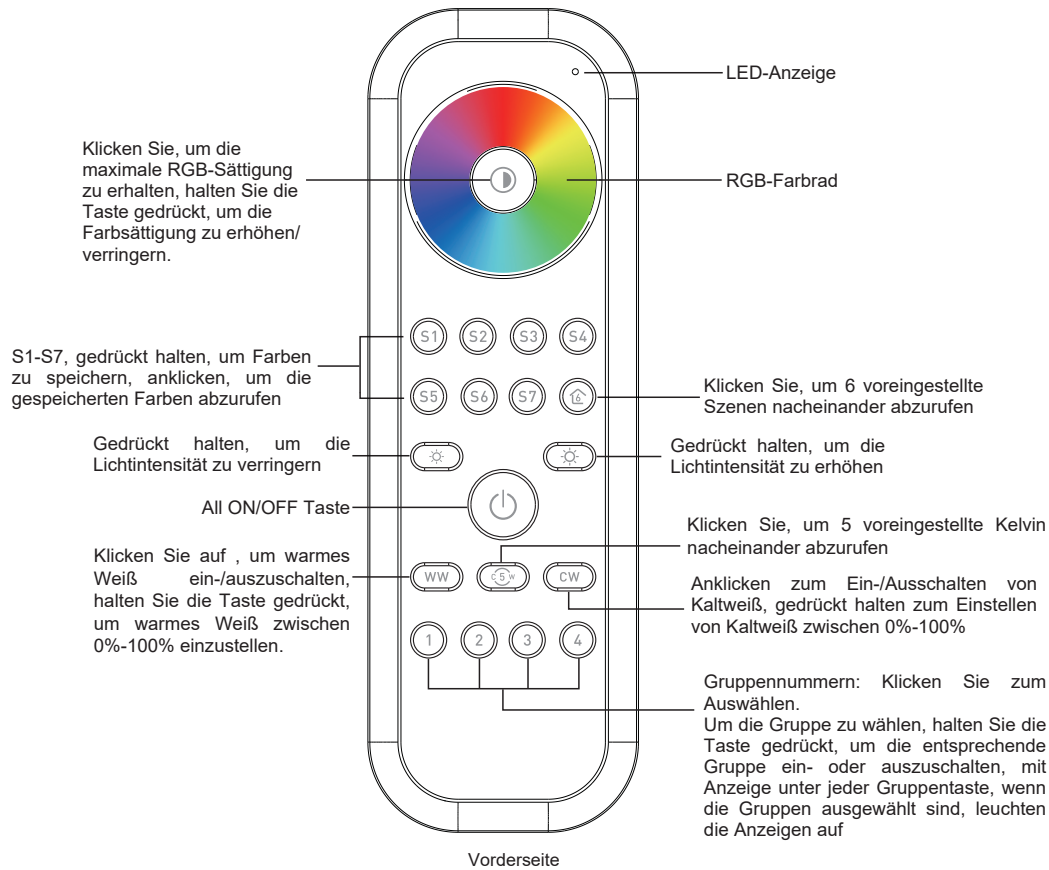 LED-Anzeige
Klicken Sie, um die
maximale RGB-Sättigung
zu erhalten, halten Sie die
Taste gedrückt, um die
Farbsättigung zu erhöhen/
verringern.
RGB-Farbrad
S1 S2 S3 S4
S1-S7, gedrückt halten, um Farben
zu speichern, anklicken, um die
gespeicherten Farben abzurufen
S5 S6 S7 6
Klicken Sie, um 6 voreingestellte
Szenen nacheinander abzurufen
Gedrückt halten, um die
Lichtintensität zu verringern
Gedrückt halten, um die
Lichtintensität zu erhöhen
All ON/OFF Taste
Klicken Sie, um 5 voreingestellte Kelvin
nacheinander abzurufen
Klicken Sie auf , um warmes
Weiß ein-/auszuschalten,
halten Sie die Taste gedrückt,
um warmes Weiß zwischen
0%-100% einzustellen.
WW C5W CW
Anklicken zum Ein-/Ausschalten von
Kaltweiß, gedrückt halten zum Einstellen
von Kaltweiß zwischen 0%-100%
1 2 3 4
Gruppennummern: Klicken Sie zum
Auswählen.
Um die Gruppe zu wählen, halten Sie die
Taste gedrückt, um die entsprechende
Gruppe ein- oder auszuschalten, mit
Anzeige unter jeder Gruppentaste, wenn
die Gruppen ausgewählt sind, leuchten
die Anzeigen auf
Vorderseite